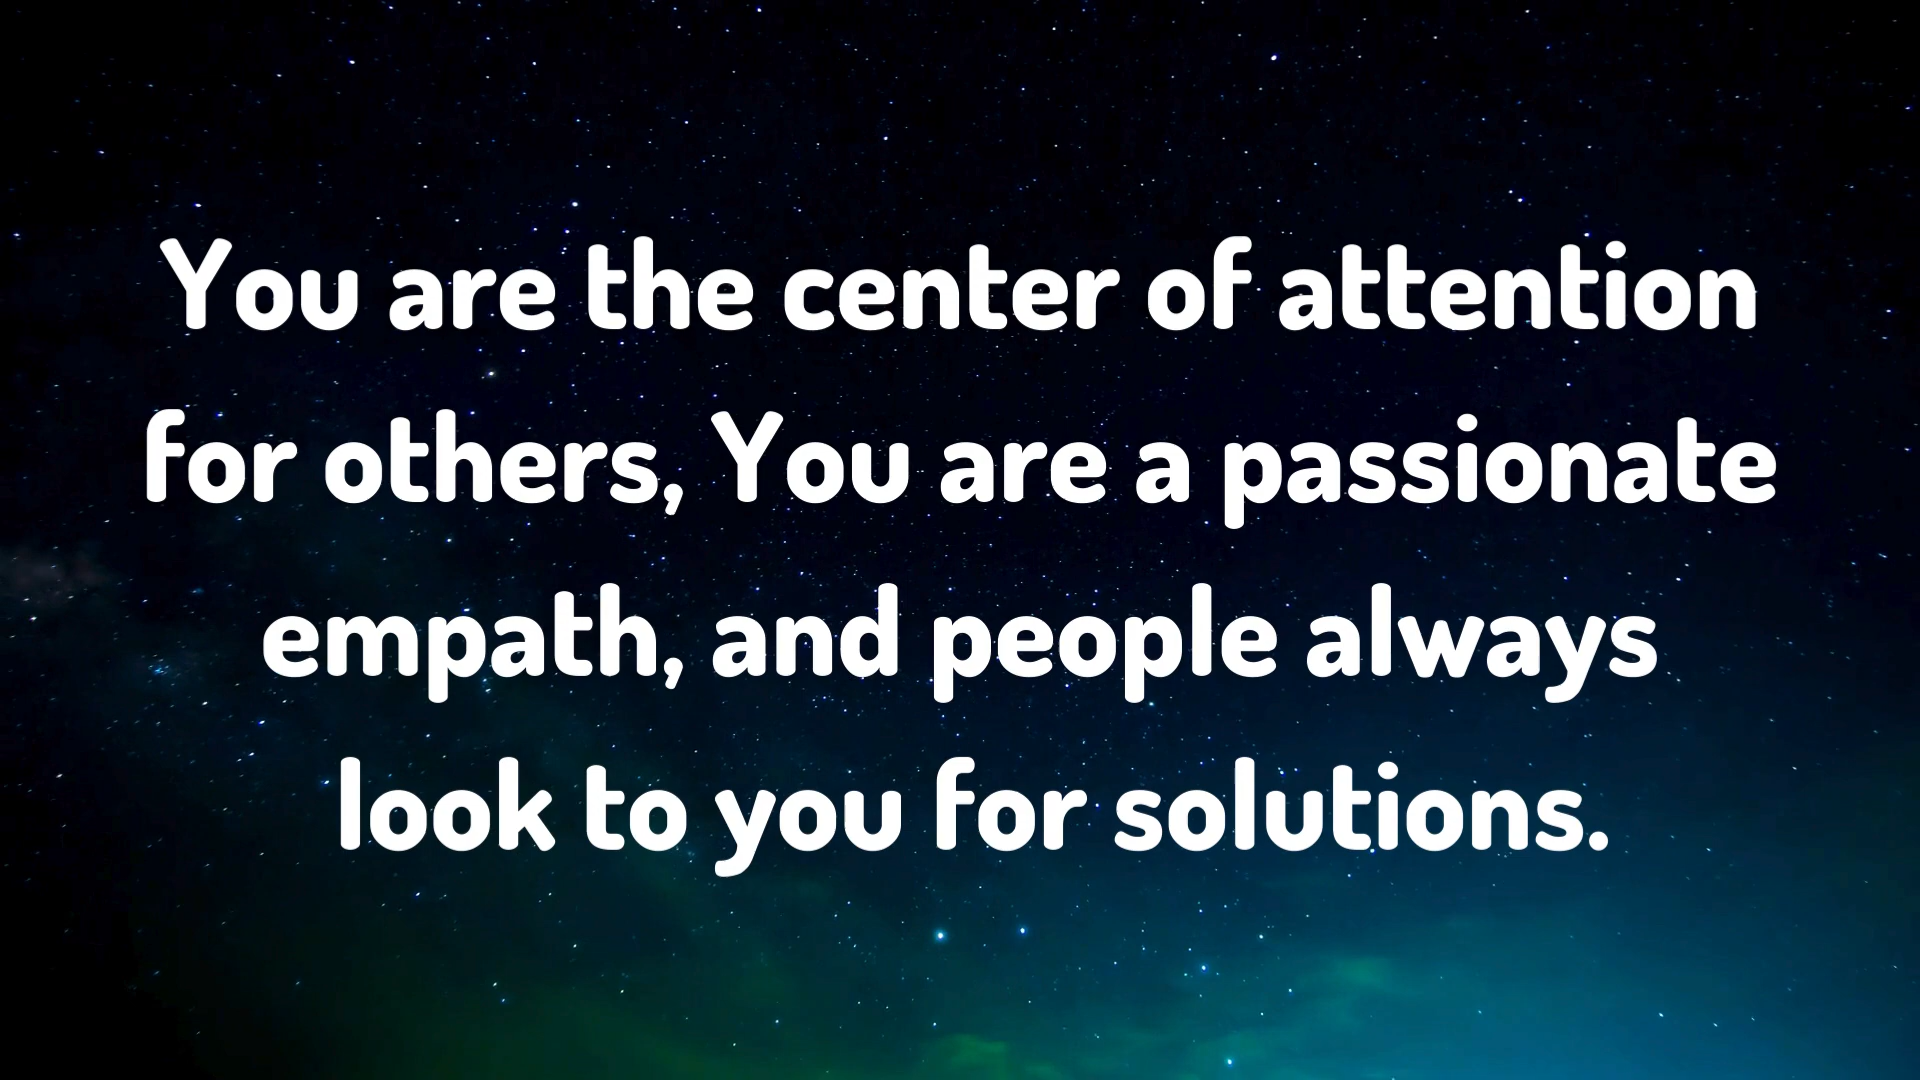 You are the center of attention
for others, You are a passionate
empath, and people always
look to you for solutions.